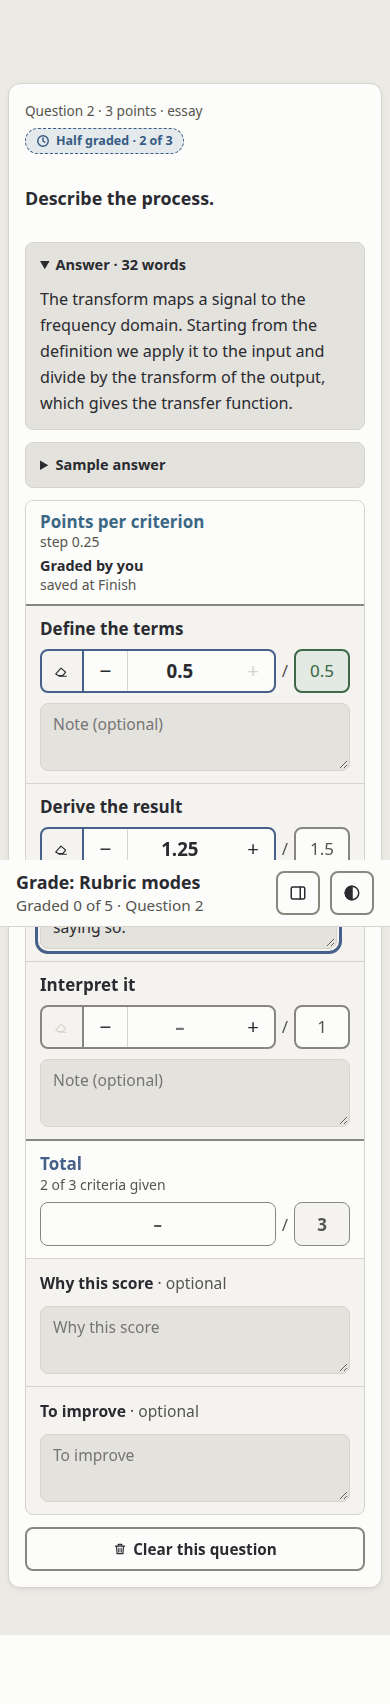 Question 2 · 3 points · essay
Half graded · 2 of 3
Describe the process.
▼ Answer · 32 words
The transform maps a signal to the
frequency domain. Starting from the
definition we apply it to the input and
divide by the transform of the output,
which gives the transfer function.
▶ Sample answer
Points per criterion
step 0.25
Graded by you
saved at Finish
Define the terms
− 0.5 + / 0.5
Note (optional)
Derive the result
− 1.25 + / 1.5
Grade: Rubric modes
Graded 0 of 5 · Question 2
saying so.
Interpret it
− – + / 1
Note (optional)
Total
2 of 3 criteria given
– / 3
Why this score · optional
Why this score
To improve · optional
To improve
Clear this question